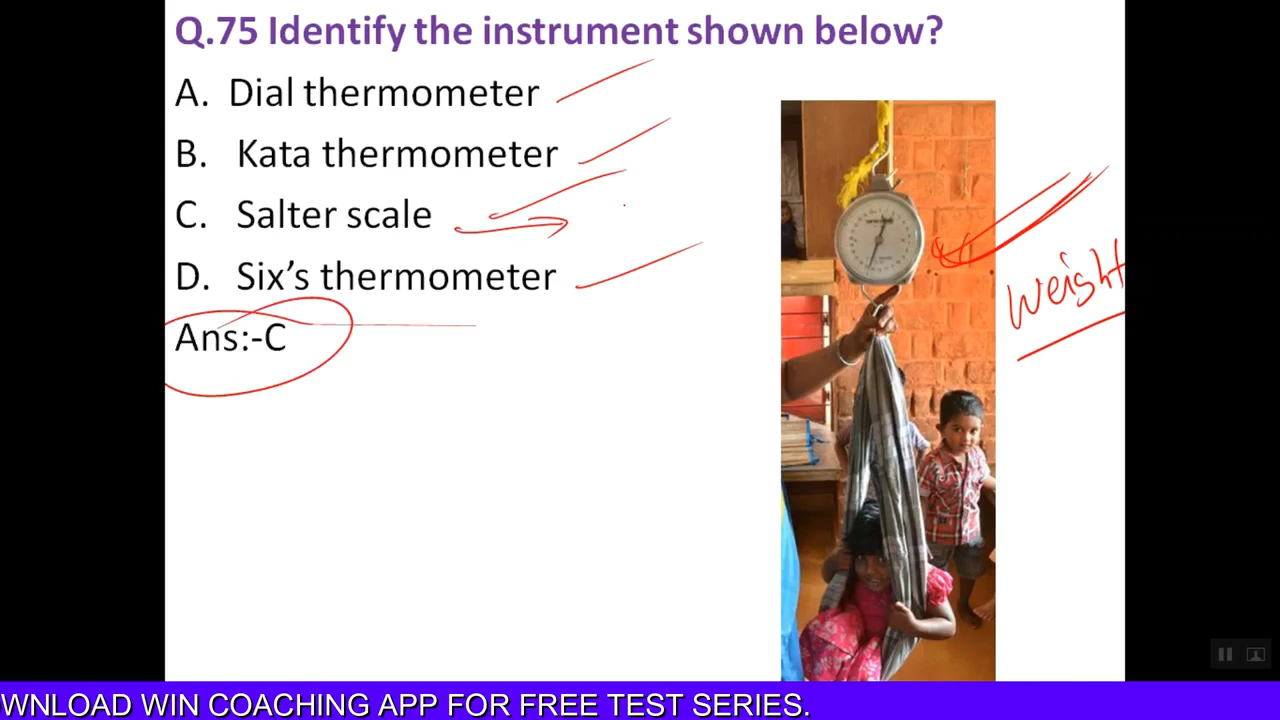 Q.75 Identify the instrument shown below?
A. Dial thermometer
B. Kata thermometer
C. Salter scale
D. Six's thermometer
Ans:-C
Weight
WNLOAD WIN COACHING APP FOR FREE TEST SERIES.